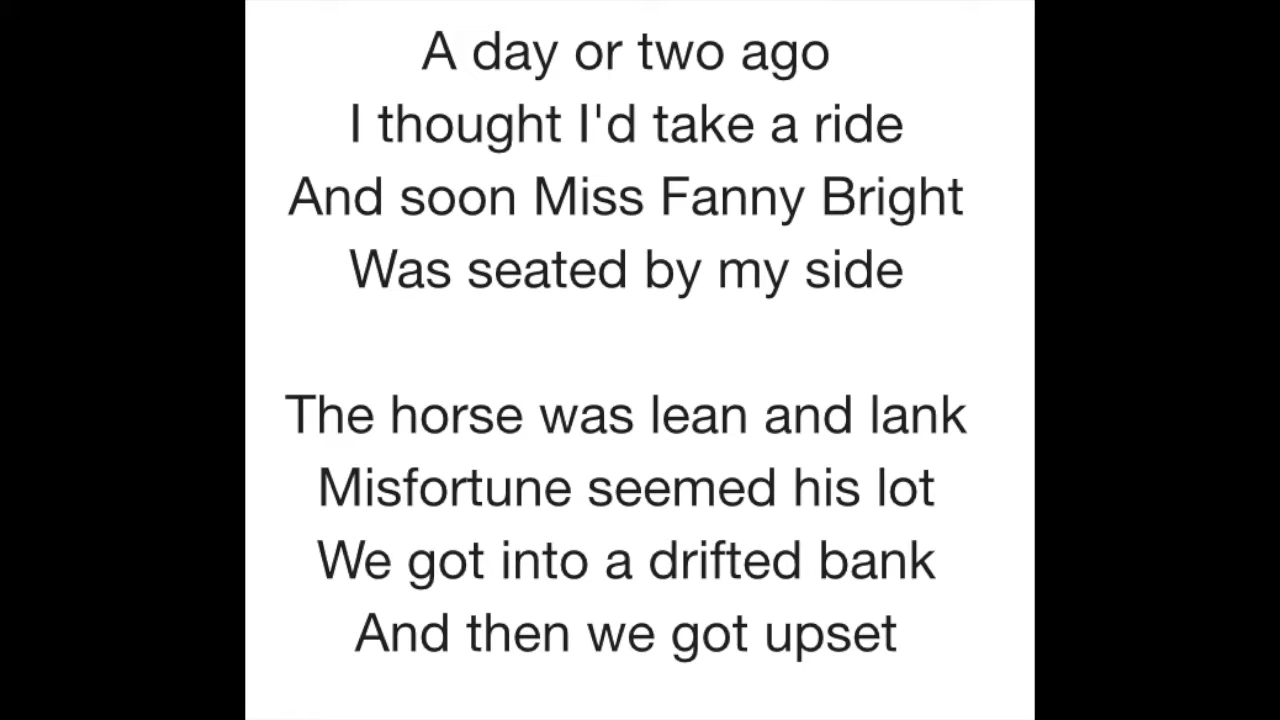 A day or two ago
I thought I'd take a ride
And soon Miss Fanny Bright
Was seated by my side
The horse was lean and lank
Misfortune seemed his lot
We got into a drifted bank
And then we got upset